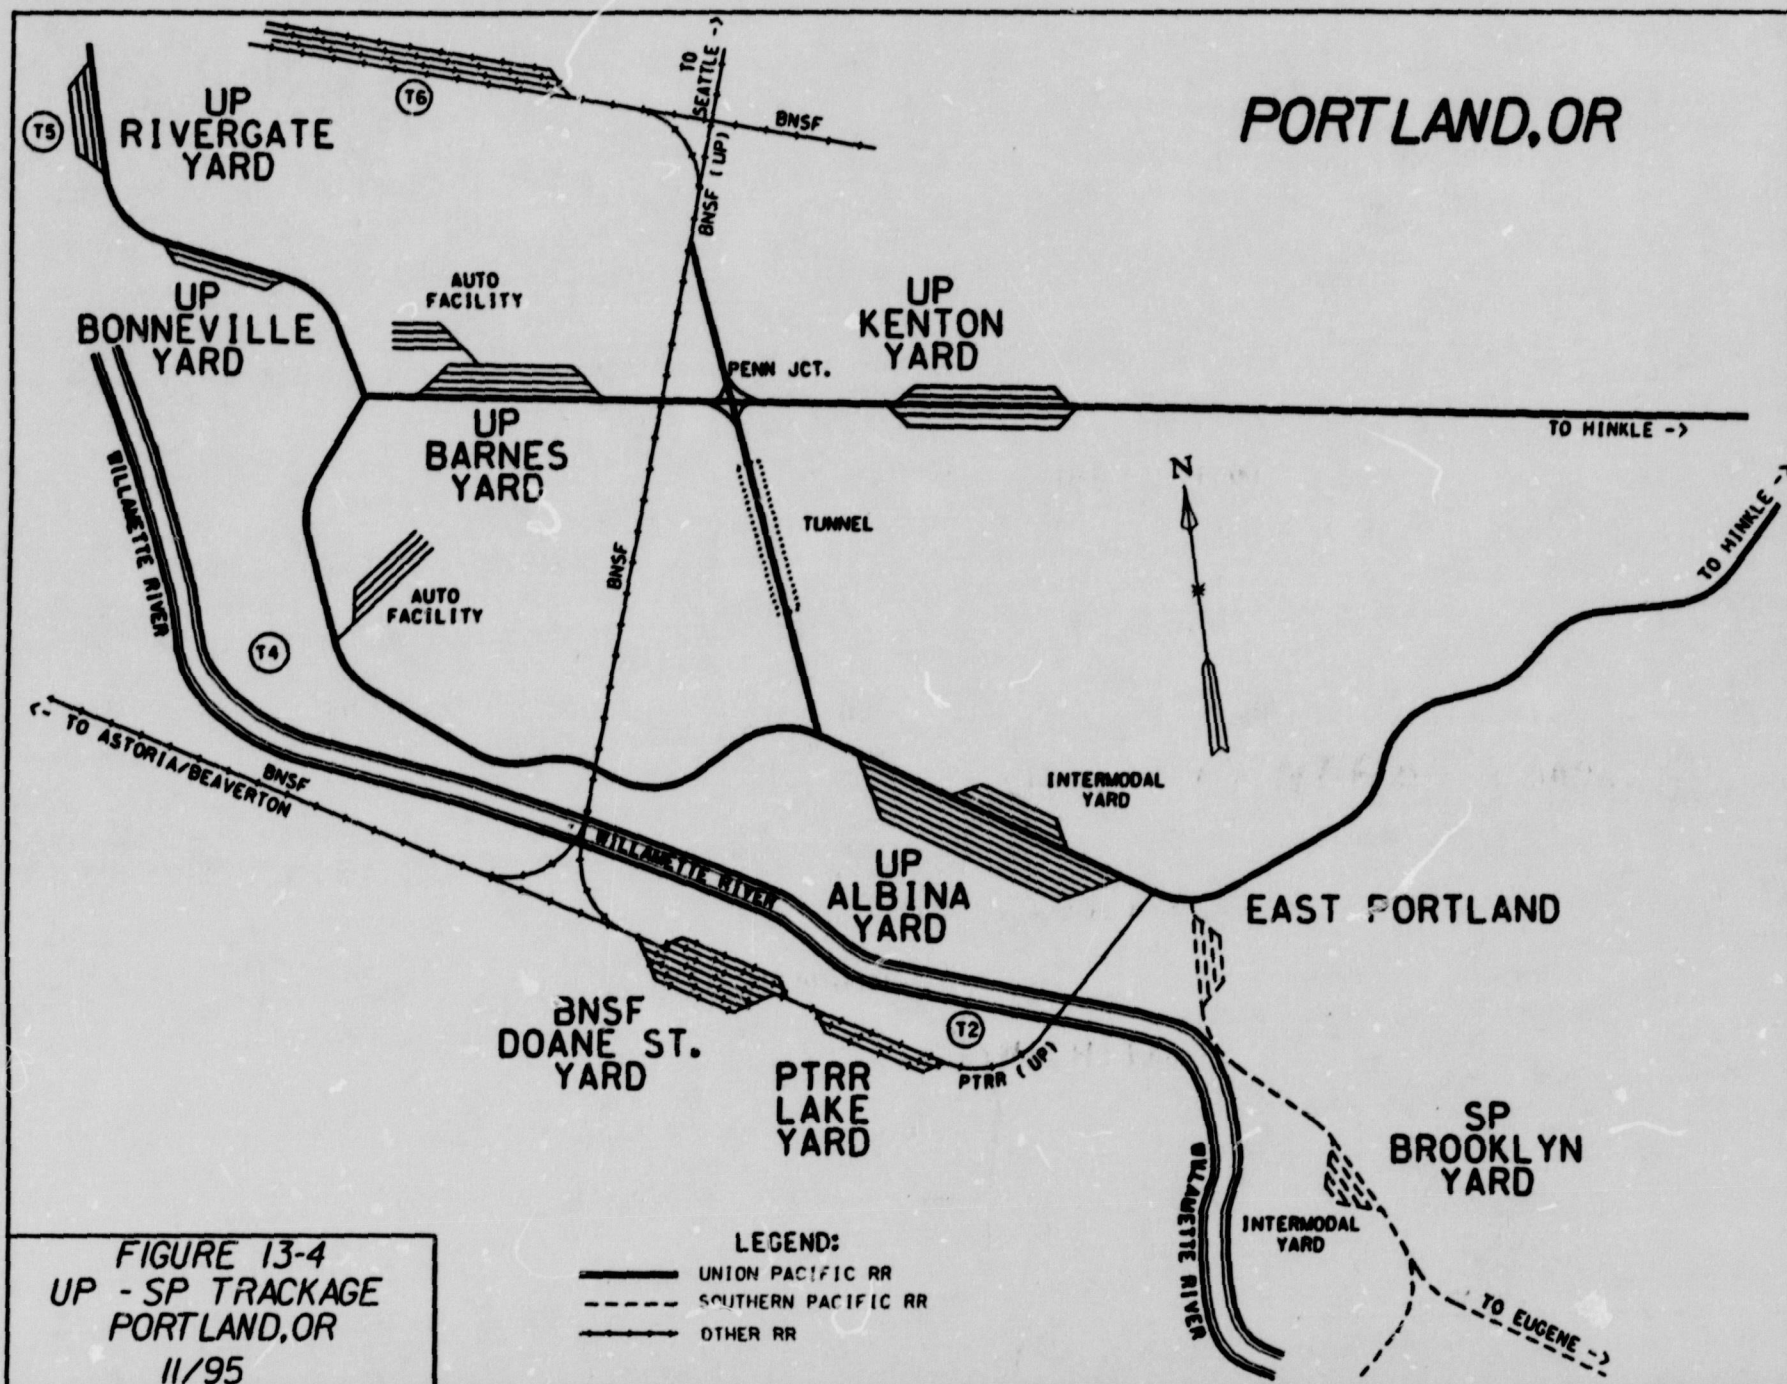 PORTLAND,OR
TO
SEATTLE ->
BNSF
BNSF (UP)
T6
T5
UP
RIVERGATE
YARD
AUTO
FACILITY
UP
BONNEVILLE
YARD
UP
KENTON
YARD
PENN JCT.
TO HINKLE ->
UP
BARNES
YARD
N
WILLAMETTE RIVER
TUNNEL
TO HINKLE ->
BNSF
AUTO
FACILITY
T4
<- TO ASTORIA/BEAVERTON
BNSF
INTERMODAL
YARD
WILLAMETTE RIVER
UP
ALBINA
YARD
EAST PORTLAND
BNSF
DOANE ST.
YARD
T2
PTRR (UP)
PTRR
LAKE
YARD
SP
BROOKLYN
YARD
WILLAMETTE RIVER
INTERMODAL
YARD
TO EUGENE ->
LEGEND:
UNION PACIFIC RR
SOUTHERN PACIFIC RR
OTHER RR
FIGURE 13-4
UP - SP TRACKAGE
PORTLAND,OR
11/95